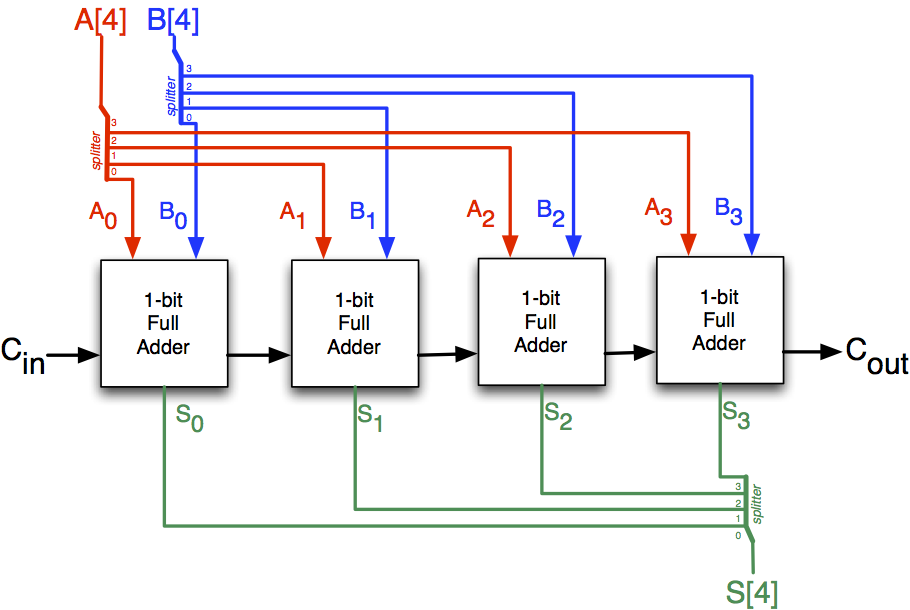 A[4] B[4]
splitter
3
2
1
0
splitter
3
2
1
0
A0 B0 A1 B1 A2 B2 A3 B3
1-bit
Full
Adder
1-bit
Full
Adder
1-bit
Full
Adder
1-bit
Full
Adder
Cin
Cout
S0 S1 S2 S3
3
2
1
0
splitter
S[4]